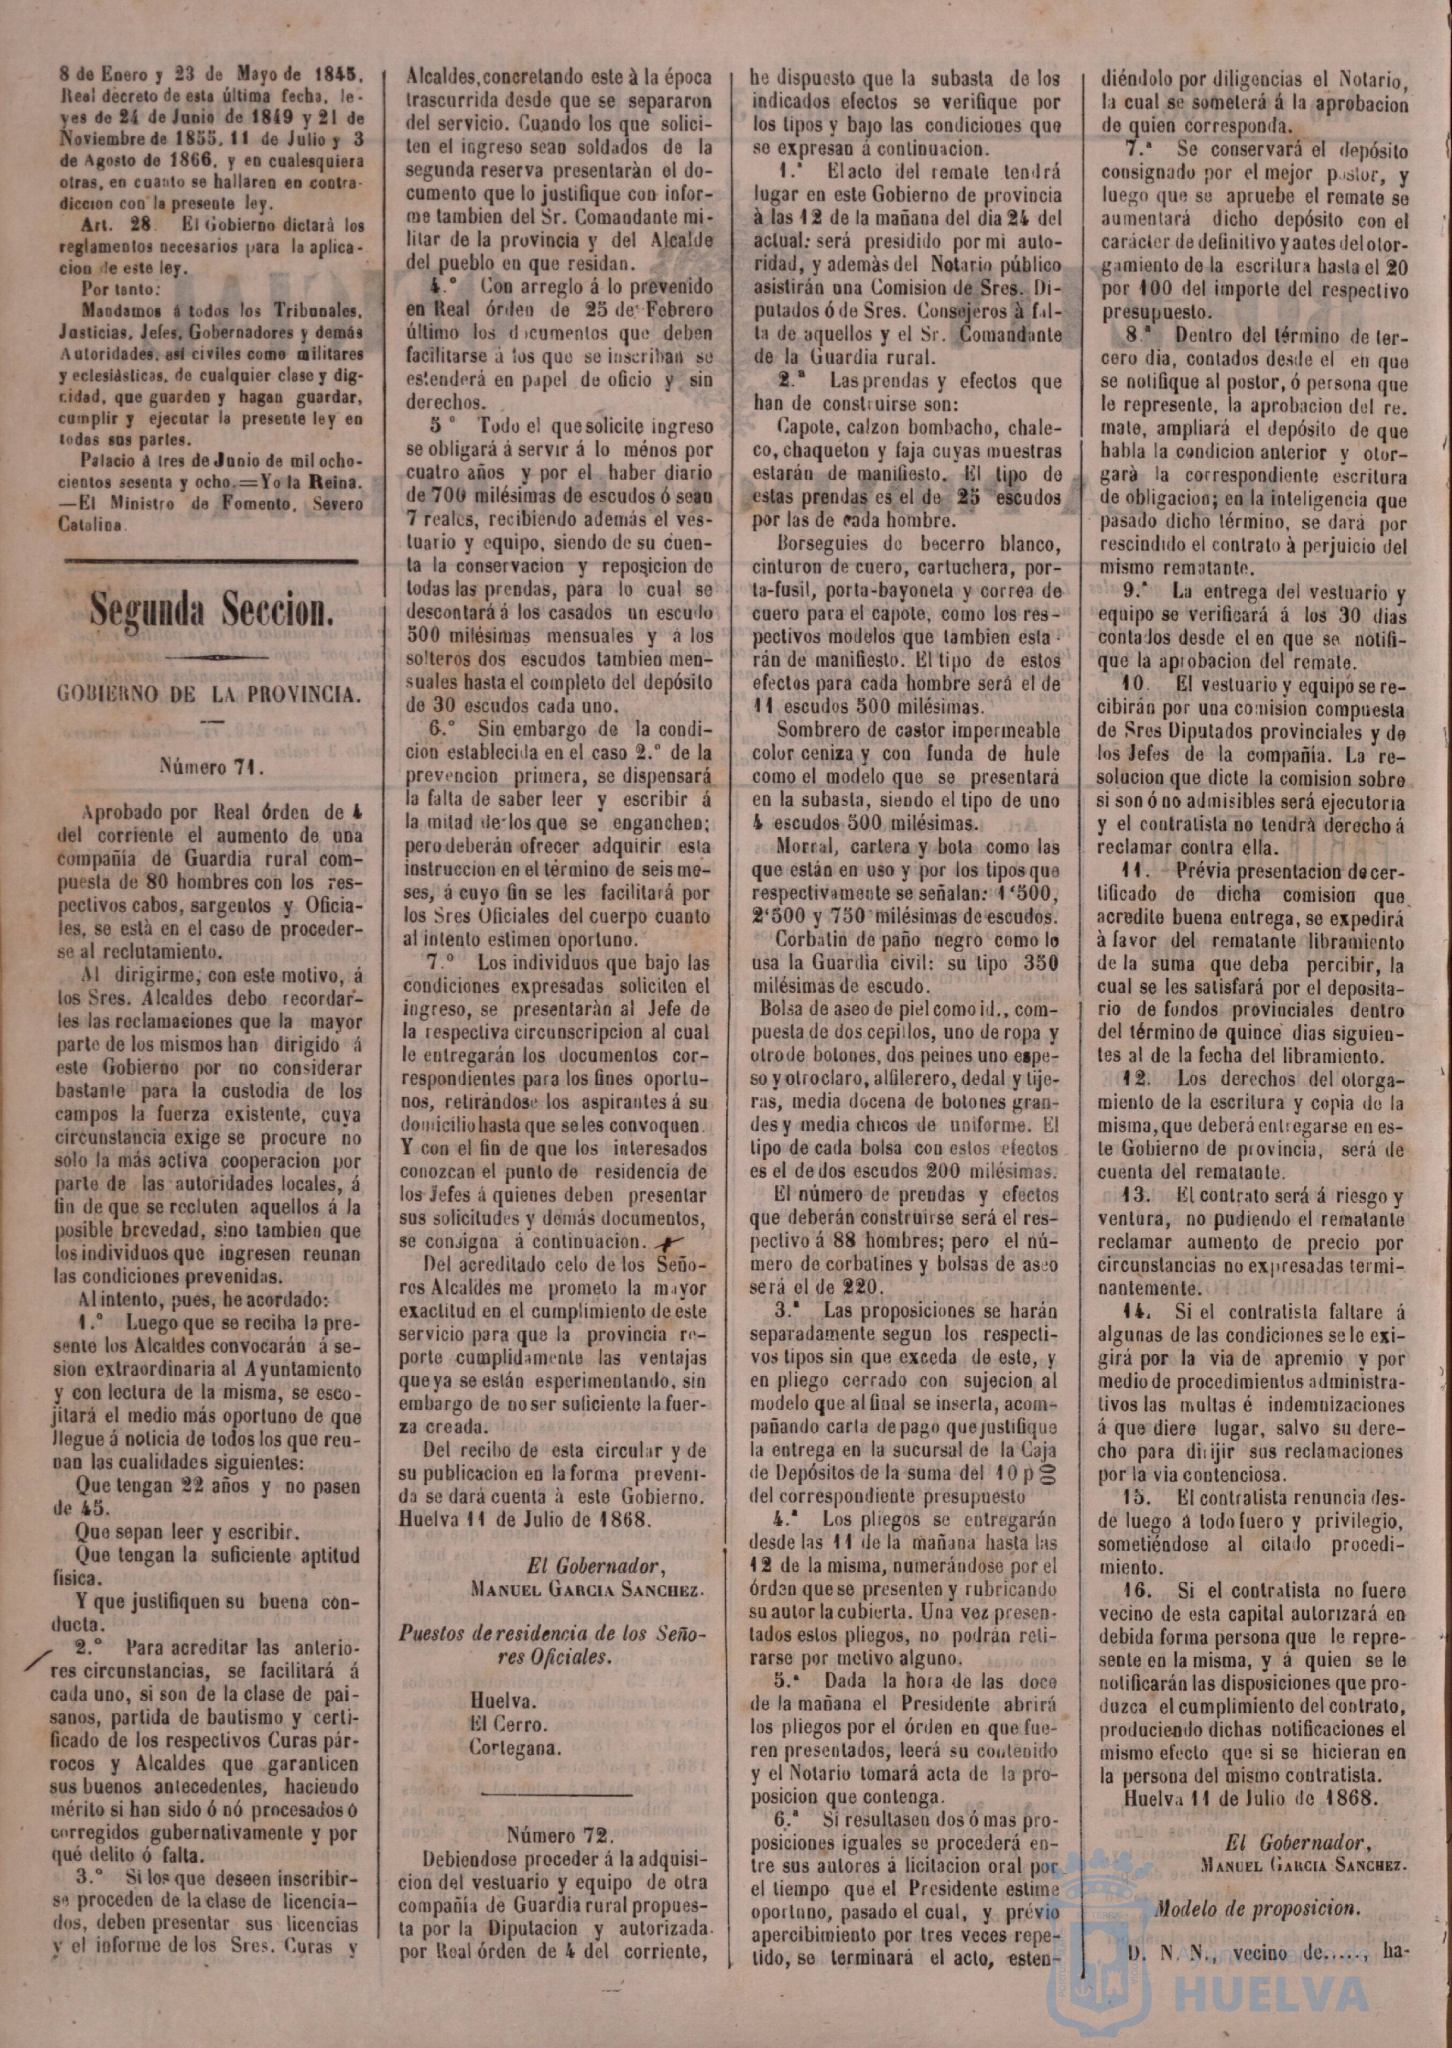 8 de Enero y 23 de Mayo de 1845,
Real decreto de esta última fecha, le-
yes de 24 de Junio de 1849 y 21 de
Noviembre de 1855, 11 de Julio y 3
de Agosto de 1866, y en cualesquiera
otras, en cuanto se hallaren en contra-
diccion con la presente ley.
Art. 28. El Gobierno dictará los
reglamentos necesarios para la aplica-
cion de este ley.
Por tanto:
Mandamos á todos los Tribunales,
Justicias, Jefes, Gobernadores y demás
Autoridades, así civiles como militares
y eclesiásticas, de cualquier clase y dig-
nidad, que guarden y hagan guardar,
cumplir y ejecutar la presente ley en
todas sus partes.
Palacio á tres de Junio de mil ocho-
cientos sesenta y ocho.=Yo la Reina.
—El Ministro de Fomento, Severo
Catalina.
Segunda Seccion.
GOBIERNO DE LA PROVINCIA.
Número 71.
Aprobado por Real órden de 4
del corriente el aumento de una
compañía de Guardia rural com-
puesta de 80 hombres con los res-
pectivos cabos, sargentos y Oficia-
les, se está en el caso de proceder-
se al reclutamiento.
Al dirigirme, con este motivo, á
los Sres. Alcaldes debo recordar-
les las reclamaciones que la mayor
parte de los mismos han dirigido á
este Gobierno por no considerar
bastante para la custodia de los
campos la fuerza existente, cuya
circunstancia exige se procure no
solo la más activa cooperacion por
parte de las autoridades locales, á
fin de que se recluten aquellos á la
posible brevedad, sino tambien que
los individuos que ingresen reunan
las condiciones prevenidas.
Al intento, pues, he acordado:
1.º Luego que se reciba la pre-
sente los Alcaldes convocarán á se-
sion extraordinaria al Ayuntamiento
y con lectura de la misma, se esco-
jitará el medio más oportuno de que
llegue á noticia de todos los que reu-
nan las cualidades siguientes:
Que tengan 22 años y no pasen
de 45.
Que sepan leer y escribir.
Que tengan la suficiente aptitud
física.
Y que justifiquen su buena con-
ducta.
2.º Para acreditar las anterio-
res circunstancias, se facilitará á
cada uno, si son de la clase de pai-
sanos, partida de bautismo y certi-
ficado de los respectivos Curas pár-
rocos y Alcaldes que garanticen
sus buenos antecedentes, haciendo
mérito si han sido ó nó procesados ó
corregidos gubernativamente y por
qué delito ó falta.
3.º Si los que deseen inscribir-
se proceden de la clase de licencia-
dos, deben presentar sus licencias
y el informe de los Sres. Curas y
Alcaldes, concretando este à la época
trascurrida desde que se separaron
del servicio. Cuando los que solici-
ten el ingreso sean soldados de la
segunda reserva presentaràn el do-
cumento que lo justifique con infor-
me tambien del Sr. Comandante mi-
litar de la provincia y del Alcalde
del pueblo en que residan.
4.º Con arreglo á lo prevenido
en Real órden de 25 de Febrero
último los documentos que deben
facilitarse á los que se inscriban se
estenderá en papel de oficio y sin
derechos.
5º Todo el que solicite ingreso
se obligará á servir á lo ménos por
cuatro años y por el haber diario
de 700 milésimas de escudos ó sean
7 reales, recibiendo además el ves-
tuario y equipo, siendo de su cuen-
ta la conservacion y reposicion de
todas las prendas, para lo cual se
descontará á los casados un escudo
500 milésimas mensuales y á los
solteros dos escudos tambien men-
suales hasta el completo del depósito
de 30 escudos cada uno.
6.º Sin embargo de la condi-
cion establecida en el caso 2.º de la
prevencion primera, se dispensará
la falta de saber leer y escribir á
la mitad de los que se enganchen;
pero deberán ofrecer adquirir esta
instruccion en el término de seis me-
ses, á cuyo fin se les facilitará por
los Sres Oficiales del cuerpo cuanto
al intento estimen oportuno.
7.º Los individuos que bajo las
condiciones expresadas soliciten el
ingreso, se presentaràn al Jefe de
la respectiva circunscripcion al cual
le entregarán los documentos cor-
respondientes para los fines oportu-
nos, retirándose los aspirantes á su
domicilio hasta que se les convoquen.
Y con el fin de que los interesados
conozcan el punto de residencia de
los Jefes á quienes deben presentar
sus solicitudes y demás documentos,
se consigna á continuacion.
Del acreditado celo de los Seño-
res Alcaldes me prometo la mayor
exactitud en el cumplimiento de este
servicio para que la provincia re-
porte cumplidamente las ventajas
que ya se están esperimentando, sin
embargo de no ser suficiente la fuer-
za creada.
Del recibo de esta circular y de
su publicacion en la forma preveni-
da se dará cuenta à este Gobierno.
Huelva 11 de Julio de 1868.
El Gobernador,
MANUEL GARCIA SANCHEZ.
Puestos de residencia de los Seño-
res Oficiales.
Huelva.
El Cerro.
Cortegana.
Número 72.
Debiendose proceder á la adquisi-
cion del vestuario y equipo de otra
compañía de Guardia rural propues-
ta por la Diputacion y autorizada
por Real órden de 4 del corriente,
he dispuesto que la subasta de los
indicados efectos se verifique por
los tipos y bajo las condiciones que
se expresan á continuacion.
1.ª El acto del remate tendrá
lugar en este Gobierno de provincia
à las 12 de la mañana del dia 24 del
actual: será presidido por mi auto-
ridad, y ademàs del Notario público
asistirán una Comision de Sres. Di-
putados ó de Sres. Consejeros à fal-
ta de aquellos y el Sr. Comandante
de la Guardia rural.
2.ª Las prendas y efectos que
han de construirse son:
Capote, calzon bombacho, chale-
co, chaqueton y faja cuyas muestras
estarán de manifiesto. El tipo de
estas prendas es el de 25 escudos
por las de cada hombre.
Borseguies de becerro blanco,
cinturon de cuero, cartuchera, por-
ta-fusil, porta-bayoneta y correa de
cuero para el capote, como los res-
pectivos modelos que tambien esta-
rán de manifiesto. El tipo de estos
efectos para cada hombre será el de
11 escudos 500 milésimas.
Sombrero de castor impermeable
color ceniza y con funda de hule
como el modelo que se presentará
en la subasta, siendo el tipo de uno
4 escudos 500 milésimas.
Morral, cartera y bota como las
que están en uso y por los tipos que
respectivamente se señalan: 1'500,
2'500 y 750 milésimas de escudos.
Corbatin de paño negro como lo
usa la Guardia civil: su tipo 350
milésimas de escudo.
Bolsa de aseo de piel como id., com-
puesta de dos cepillos, uno de ropa y
otro de botones, dos peines uno espe-
so y otro claro, alfilerero, dedal y tije-
ras, media docena de botones gran-
des y media chicos de uniforme. El
tipo de cada bolsa con estos efectos
es el de dos escudos 200 milésimas.
El número de prendas y efectos
que deberán construirse será el res-
pectivo á 88 hombres; pero el nú-
mero de corbatines y bolsas de aseo
será el de 220.
3.ª Las proposiciones se harán
separadamente segun los respecti-
vos tipos sin que exceda de este, y
en pliego cerrado con sujecion al
modelo que al final se inserta, acom-
pañando carta de pago que justifique
la entrega en la sucursal de la Caja
de Depósitos de la suma del 10 p%
del correspondiente presupuesto
4.ª Los pliegos se entregarán
desde las 11 de la mañana hasta las
12 de la misma, numerándose por el
órden que se presenten y rubricando
su autor la cubierta. Una vez presen-
tados estos pliegos, no podrán reti-
rarse por motivo alguno.
5.ª Dada la hora de las doce
de la mañana el Presidente abrirá
los pliegos por el órden en que fue-
ren presentados, leerá su contenido
y el Notario tomará acta de la pro-
posicion que contenga.
6.ª Si resultasen dos ó mas pro-
posiciones iguales se procederá en-
tre sus autores á licitacion oral por
el tiempo que el Presidente estime
oportuno, pasado el cual, y prévio
apercibimiento por tres veces repe-
tido, se terminará el acto, esten-
diéndolo por diligencias el Notario,
la cual se someterá á la aprobacion
de quien corresponda.
7.ª Se conservará el depósito
consignado por el mejor postor, y
luego que se apruebe el remate se
aumentará dicho depósito con el
carácter de definitivo y antes del otor-
gamiento de la escritura hasta el 20
por 100 del importe del respectivo
presupuesto.
8.ª Dentro del término de ter-
cero dia, contados desde el en que
se notifique al postor, ó persona que
le represente, la aprobacion del re-
mate, ampliará el depósito de que
habla la condicion anterior y otor-
gará la correspondiente escritura
de obligacion; en la inteligencia que
pasado dicho término, se dará por
rescindido el contrato à perjuicio del
mismo rematante.
9.ª La entrega del vestuario y
equipo se verificará á los 30 dias
contados desde el en que se notifi-
que la aprobacion del remate.
10. El vestuario y equipo se re-
cibirán por una comision compuesta
de Sres Diputados provinciales y de
los Jefes de la compañía. La re-
solucion que dicte la comision sobre
si son ó no admisibles será ejecutoria
y el contratista no tendrà derecho á
reclamar contra ella.
11. Prévia presentacion de cer-
tificado de dicha comision que
acredite buena entrega, se expedirá
à favor del rematante libramiento
de la suma que deba percibir, la
cual se les satisfará por el deposita-
rio de fondos provinciales dentro
del término de quince dias siguien-
tes al de la fecha del libramiento.
12. Los derechos del otorga-
miento de la escritura y copia de la
misma, que deberá entregarse en es-
te Gobierno de provincia, será de
cuenta del rematante.
13. El contrato será á riesgo y
ventura, no pudiendo el rematante
reclamar aumento de precio por
circunstancias no expresadas termi-
nantemente.
14. Si el contratista faltare á
algunas de las condiciones se le exi-
girá por la via de apremio y por
medio de procedimientos administra-
tivos las multas é indemnizaciones
á que diere lugar, salvo su dere-
cho para dirijir sus reclamaciones
por la via contenciosa.
15. El contratista renuncia des-
de luego á todo fuero y privilegio,
sometiéndose al citado procedi-
miento.
16. Si el contratista no fuere
vecino de esta capital autorizará en
debida forma persona que le repre-
sente en la misma, y á quien se le
notificarán las disposiciones que pro-
duzca el cumplimiento del contrato,
produciendo dichas notificaciones el
mismo efecto que si se hicieran en
la persona del mismo contratista.
Huelva 11 de Julio de 1868.
El Gobernador,
MANUEL GARCIA SANCHEZ.
Modelo de proposicion.
D. N. N., vecino de....., ha-
HUELVA